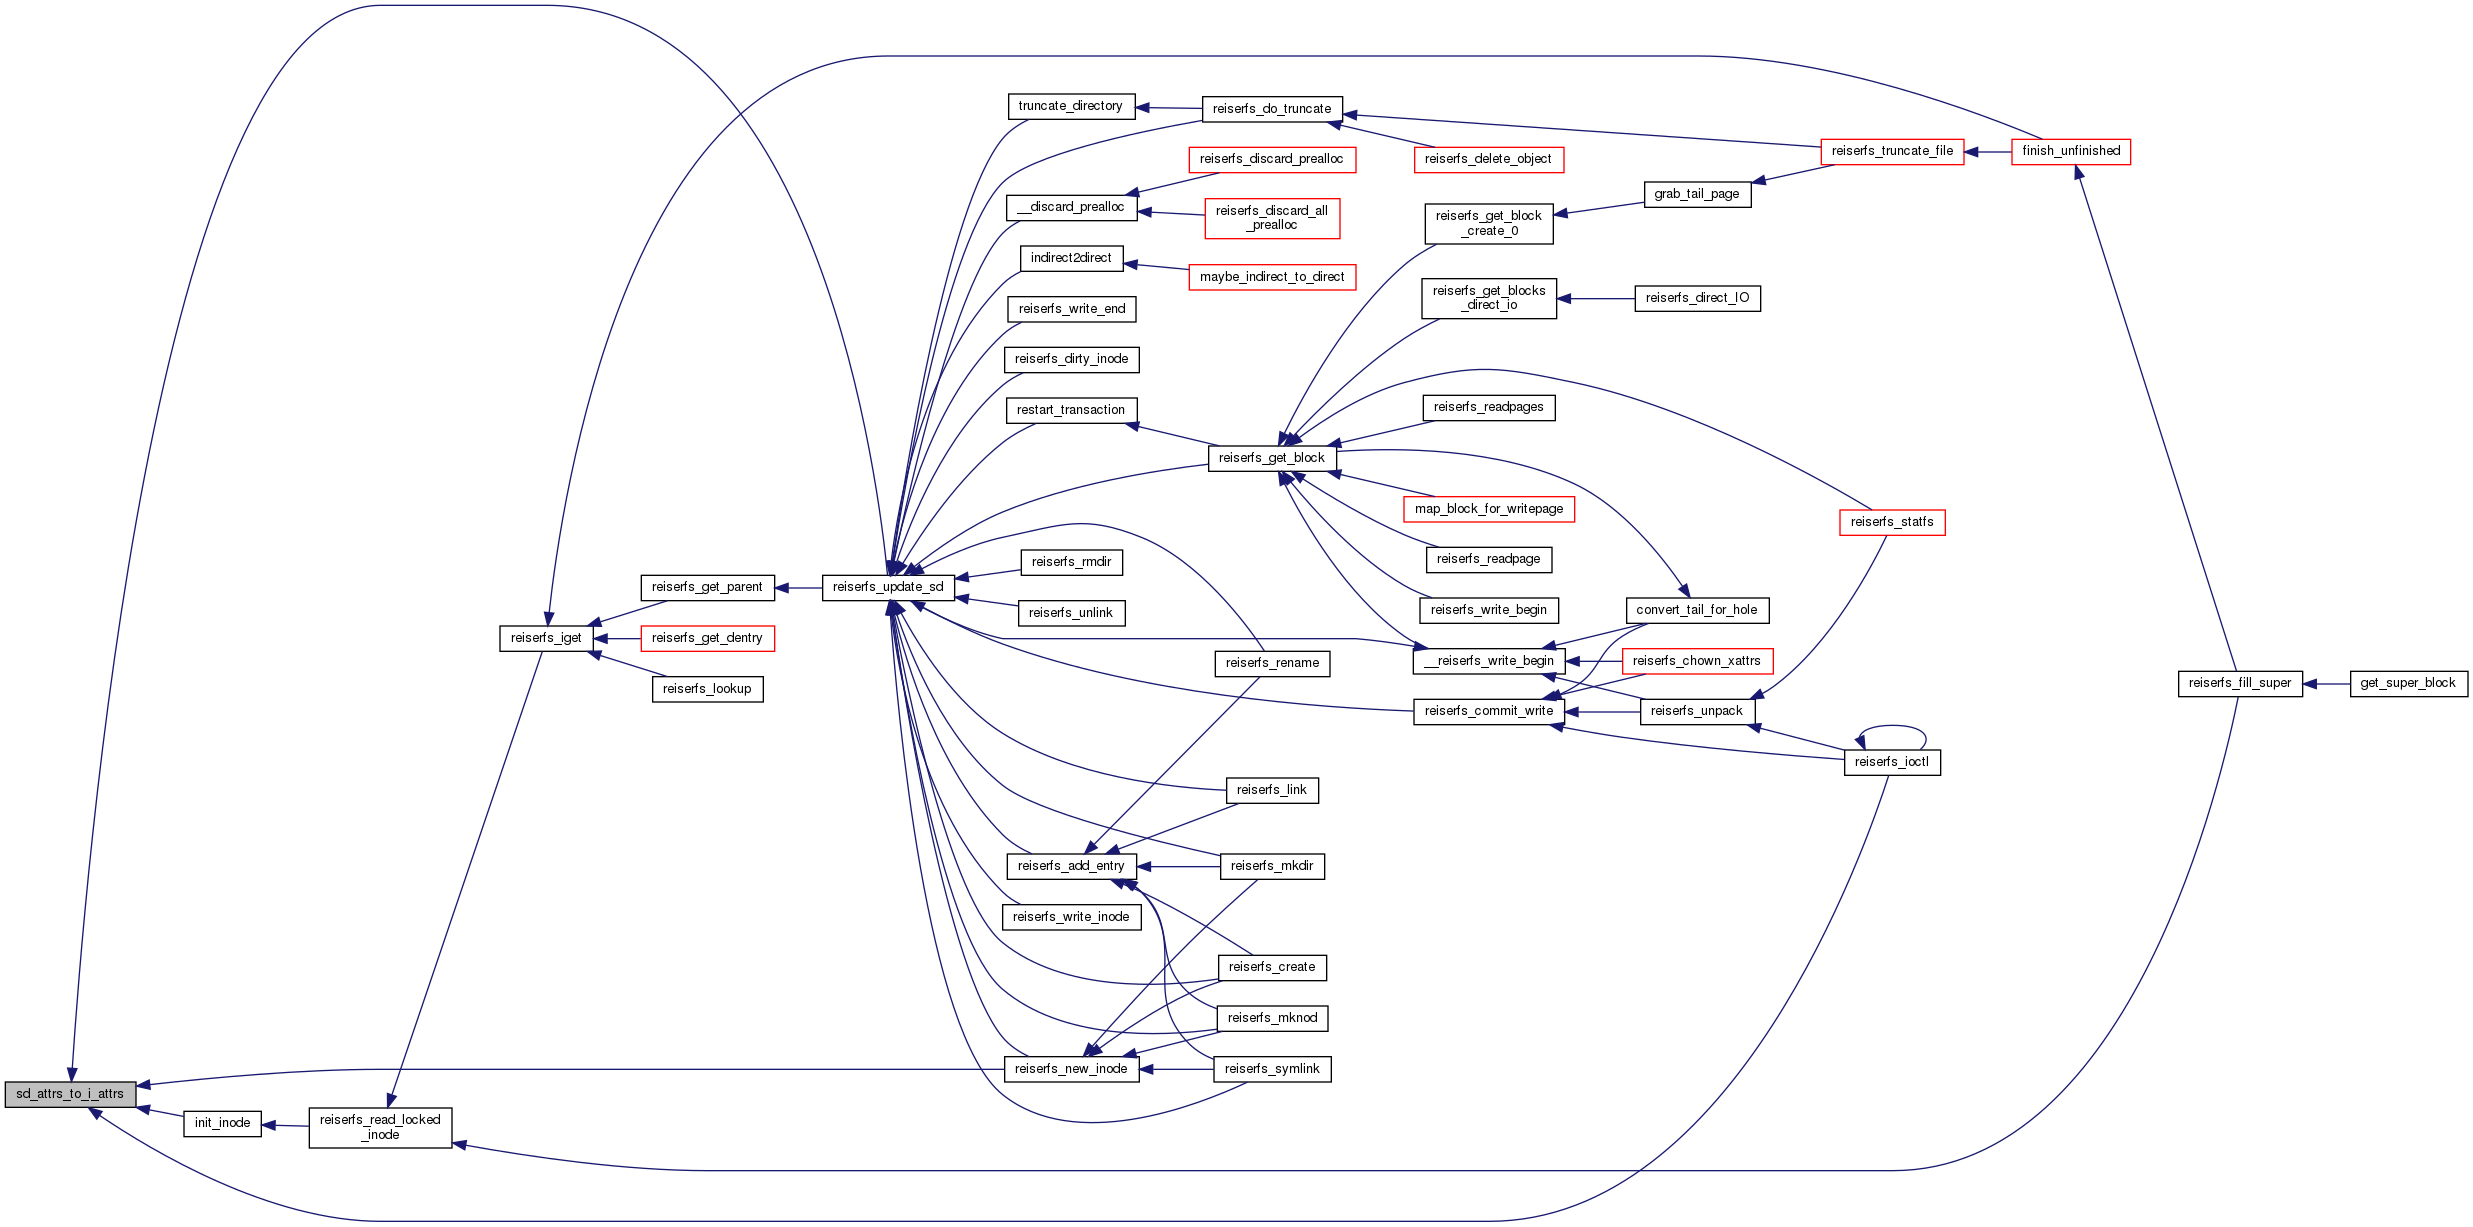 truncate_directory
reiserfs_do_truncate
reiserfs_discard_prealloc
reiserfs_delete_object
reiserfs_truncate_file
finish_unfinished
__discard_prealloc
reiserfs_discard_all
_prealloc
grab_tail_page
reiserfs_get_block
_create_0
indirect2direct
maybe_indirect_to_direct
reiserfs_get_blocks
_direct_io
reiserfs_direct_IO
reiserfs_write_end
reiserfs_dirty_inode
restart_transaction
reiserfs_readpages
reiserfs_get_block
map_block_for_writepage
reiserfs_statfs
reiserfs_rmdir
reiserfs_readpage
reiserfs_get_parent
reiserfs_update_sd
reiserfs_unlink
reiserfs_write_begin
convert_tail_for_hole
reiserfs_iget
reiserfs_get_dentry
reiserfs_rename
__reiserfs_write_begin
reiserfs_chown_xattrs
reiserfs_lookup
reiserfs_fill_super
get_super_block
reiserfs_commit_write
reiserfs_unpack
reiserfs_ioctl
reiserfs_link
reiserfs_add_entry
reiserfs_mkdir
reiserfs_write_inode
reiserfs_create
reiserfs_mknod
reiserfs_new_inode
reiserfs_symlink
sd_attrs_to_i_attrs
init_inode
reiserfs_read_locked
_inode